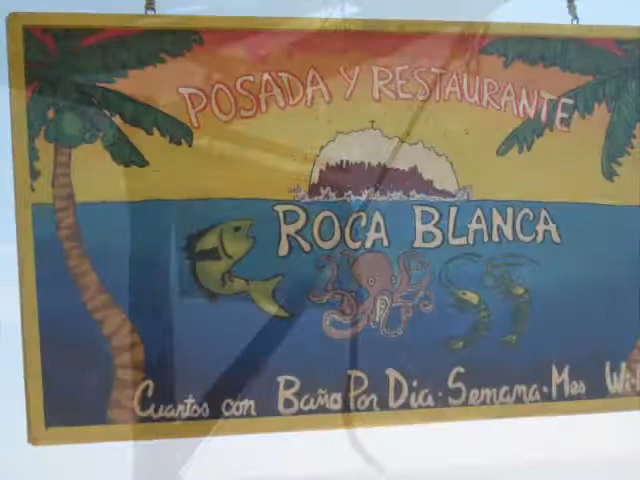 POSADA Y RESTAURANTE
ROCA BLANCA
Cuartos con Baño Por Dia · Semana · Mes